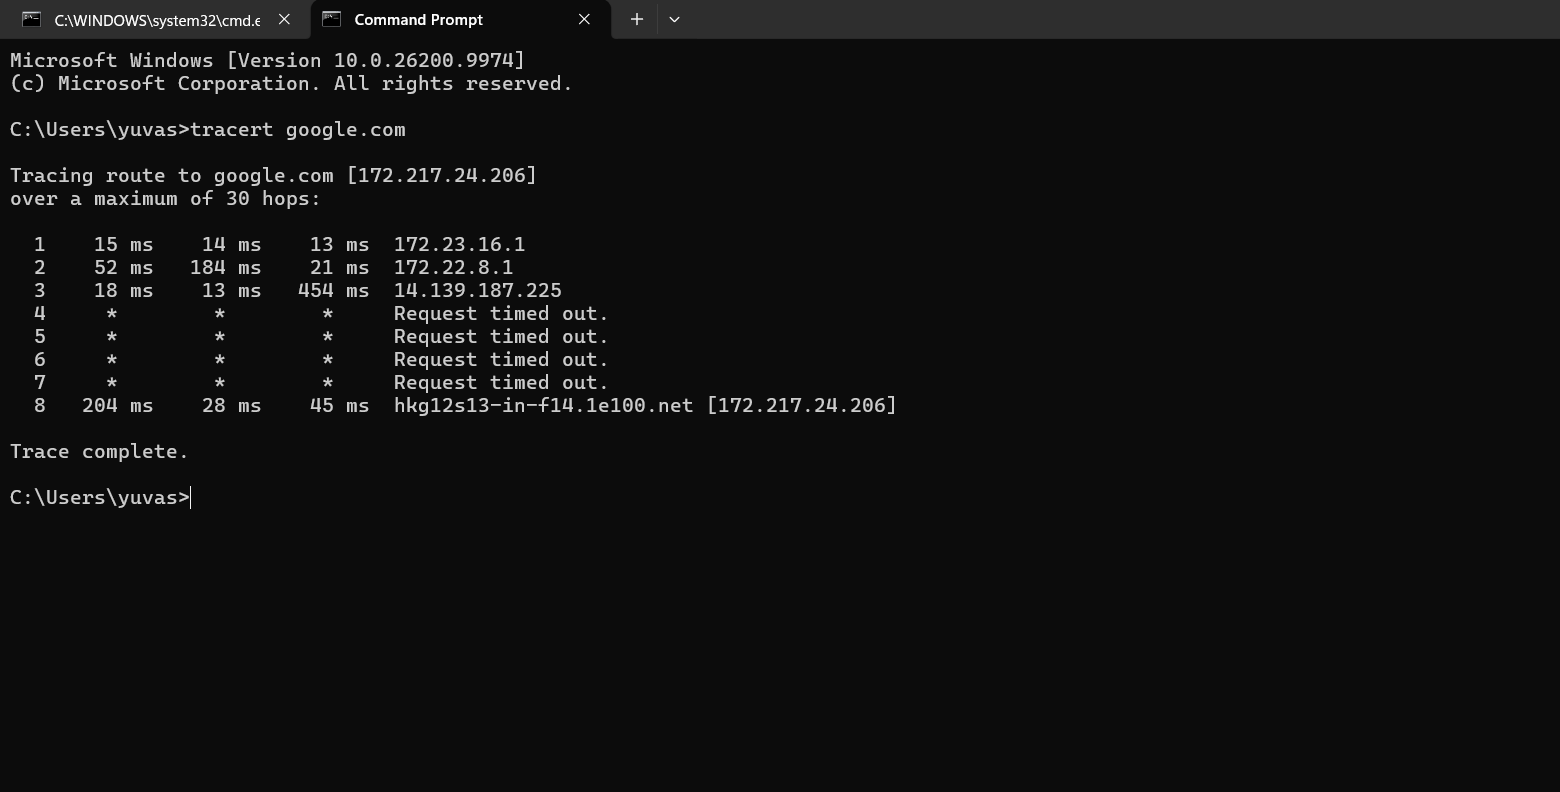 C:\WINDOWS\system32\cmd.e
Command Prompt
Microsoft Windows [Version 10.0.26200.9974]
(c) Microsoft Corporation. All rights reserved.
C:\Users\yuvas>tracert google.com
Tracing route to google.com [172.217.24.206]
over a maximum of 30 hops:
  1    15 ms    14 ms    13 ms  172.23.16.1
  2    52 ms   184 ms    21 ms  172.22.8.1
  3    18 ms    13 ms   454 ms  14.139.187.225
  4     *        *        *     Request timed out.
  5     *        *        *     Request timed out.
  6     *        *        *     Request timed out.
  7     *        *        *     Request timed out.
  8   204 ms    28 ms    45 ms  hkg12s13-in-f14.1e100.net [172.217.24.206]
Trace complete.
C:\Users\yuvas>